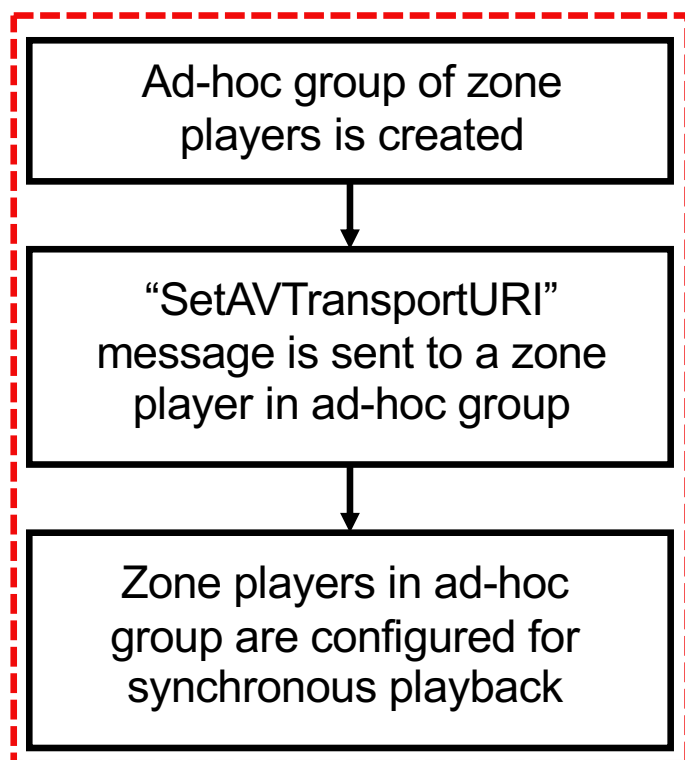 Ad-hoc group of zone
players is created
“SetAVTransportURI”
message is sent to a zone
player in ad-hoc group
Zone players in ad-hoc
group are configured for
synchronous playback